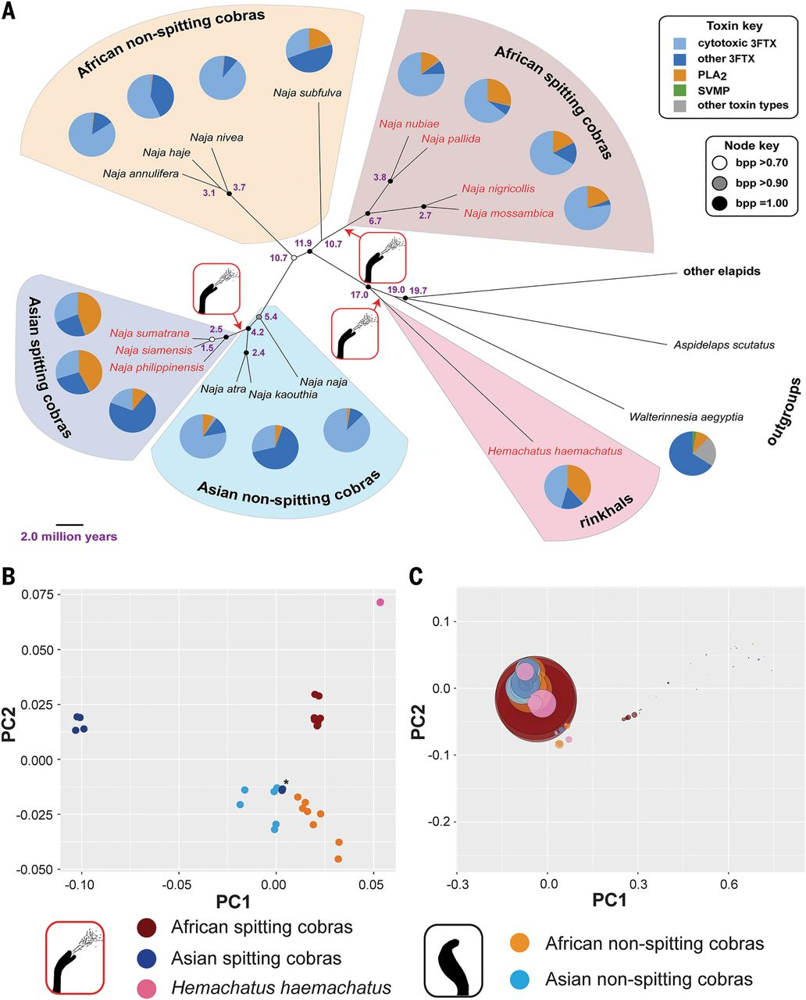 A
African non-spitting cobras
African spitting cobras
Toxin key
cytotoxic 3FTX
other 3FTX
PLA2
SVMP
other toxin types
Node key
bpp >0.70
bpp >0.90
bpp =1.00
Naja subfulva
Naja nivea
Naja haje
Naja annulifera
3.1
3.7
Naja nubiae
Naja pallida
3.8
Naja nigricollis
Naja mossambica
6.7
2.7
10.7
11.9
10.7
17.0
19.0
19.7
other elapids
Aspidelaps scutatus
Walterinnesia aegyptia
outgroups
Hemachatus haemachatus
rinkhals
Asian spitting cobras
Naja sumatrana
Naja siamensis
Naja philippinensis
2.5
1.5
5.4
4.2
2.4
Naja atra
Naja kaouthia
Naja naja
Asian non-spitting cobras
2.0 million years
B
0.075
0.050
0.025
0.000
-0.025
-0.050
PC2
*
-0.10
-0.05
0.00
0.05
PC1
C
0.1
0.0
-0.1
-0.2
PC2
-0.3
0.0
0.3
0.6
PC1
African spitting cobras
Asian spitting cobras
Hemachatus haemachatus
African non-spitting cobras
Asian non-spitting cobras